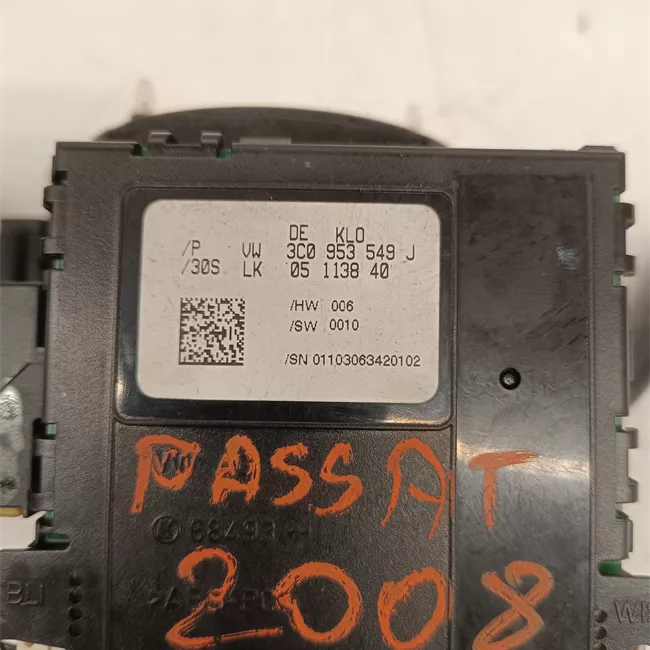 DE KLO
/P VW 3C0 953 549 J
/30S LK 05 1138 40
/HW 006
/SW 0010
/SN 01103063420102
PASSAT
2008
BLI